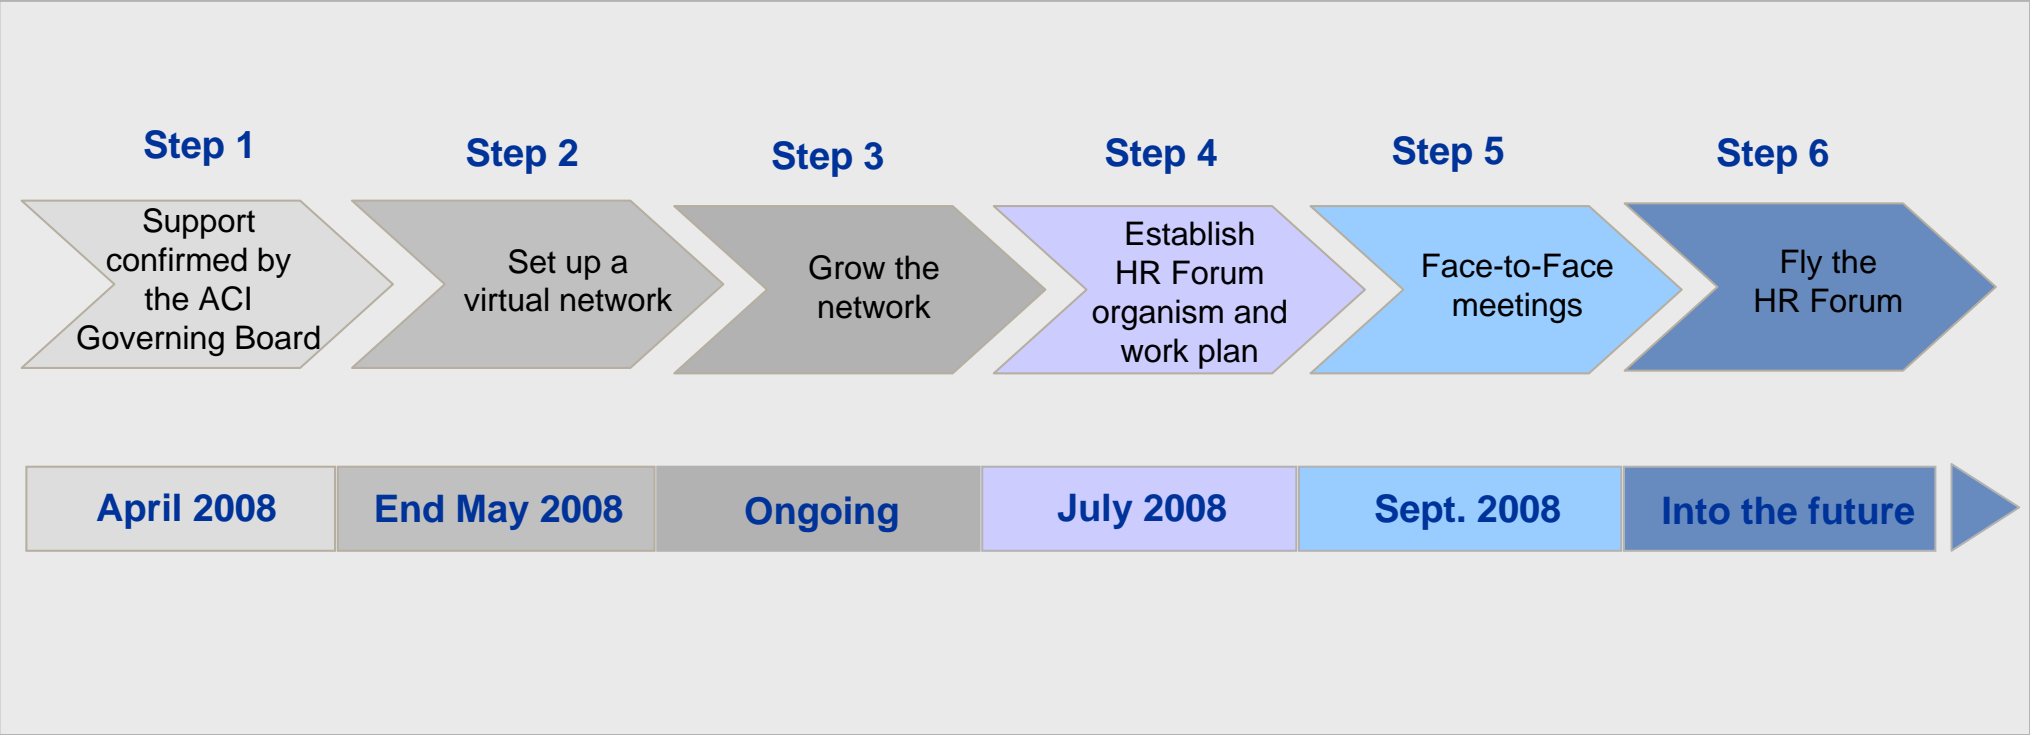 Step 1
Step 2
Step 3
Step 4
Step 5
Step 6
Support
confirmed by
the ACI
Governing Board
Set up a
virtual network
Grow the
network
Establish
HR Forum
organism and
work plan
Face-to-Face
meetings
Fly the
HR Forum
April 2008
End May 2008
Ongoing
July 2008
Sept. 2008
Into the future